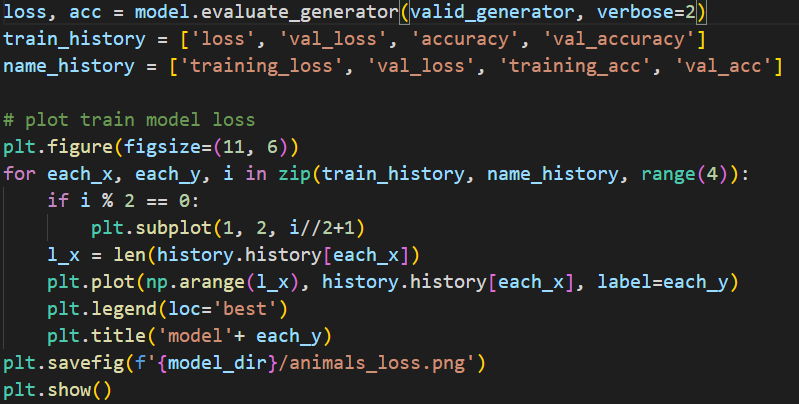 loss, acc = model.evaluate_generator(valid_generator, verbose=2)
train_history = ['loss', 'val_loss', 'accuracy', 'val_accuracy']
name_history = ['training_loss', 'val_loss', 'training_acc', 'val_acc']

# plot train model loss
plt.figure(figsize=(11, 6))
for each_x, each_y, i in zip(train_history, name_history, range(4)):
    if i % 2 == 0:
        plt.subplot(1, 2, i//2+1)
    l_x = len(history.history[each_x])
    plt.plot(np.arange(l_x), history.history[each_x], label=each_y)
    plt.legend(loc='best')
    plt.title('model'+ each_y)
plt.savefig(f'{model_dir}/animals_loss.png')
plt.show()